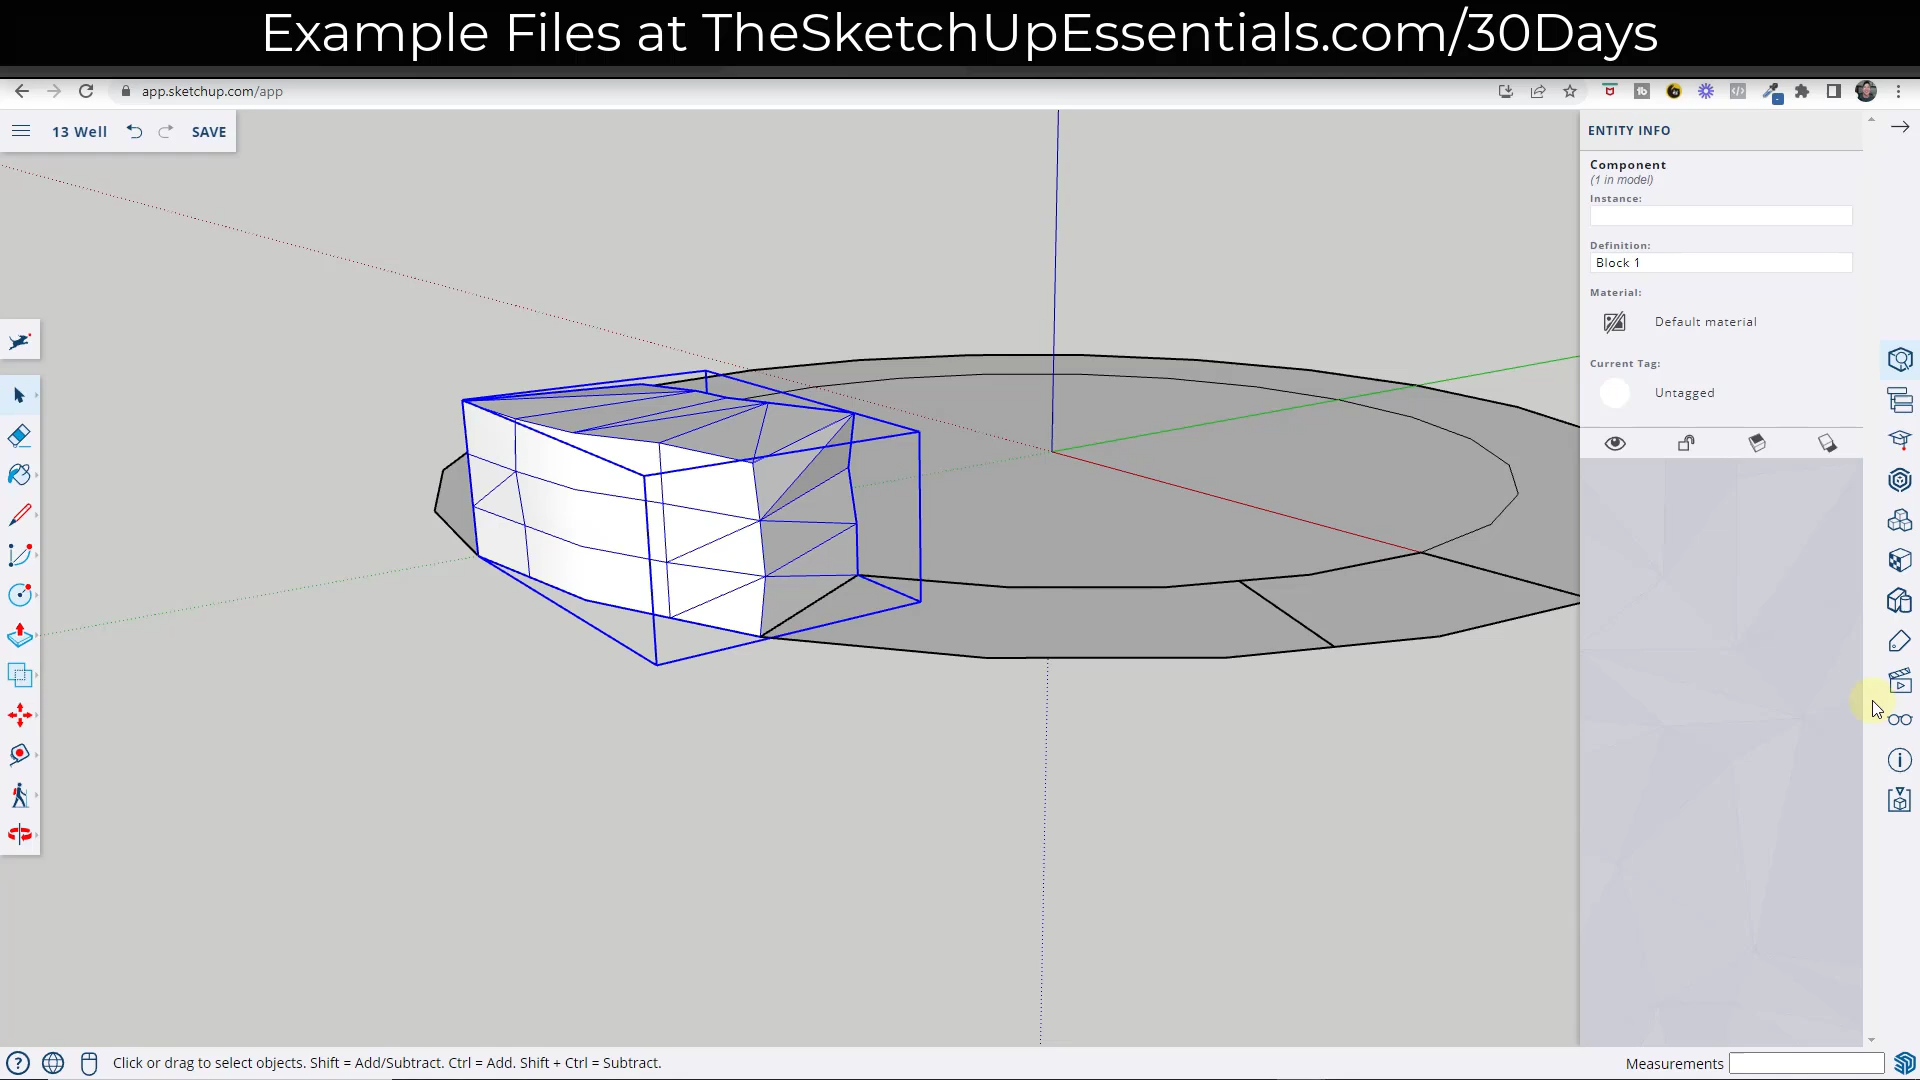 Example Files at TheSketchUpEssentials.com/30Days
app.sketchup.com/app
13 Well
SAVE
ENTITY INFO
Component
(1 in model)
Instance:
Definition:
Block 1
Material:
Default material
Current Tag:
Untagged
Click or drag to select objects. Shift = Add/Subtract. Ctrl = Add. Shift + Ctrl = Subtract.
Measurements